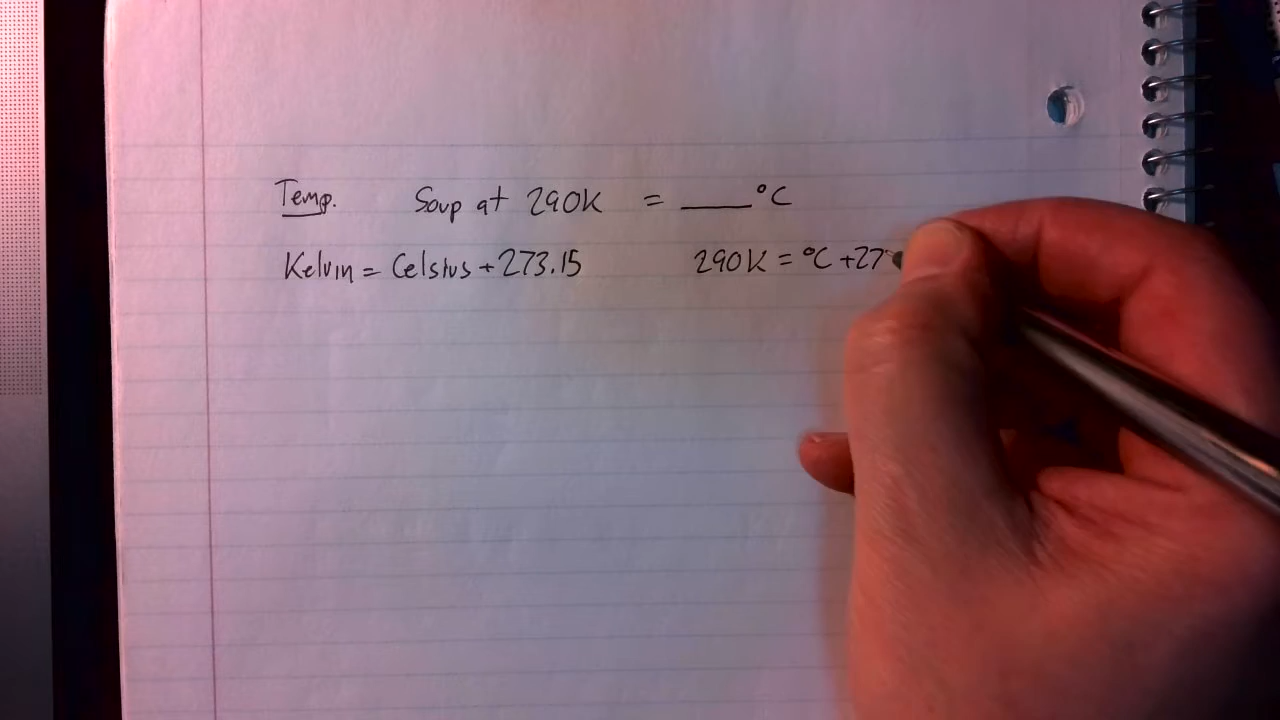 Temp. Soup at 290K = ____ °C
Kelvin = Celsius + 273.15 290K = °C +27